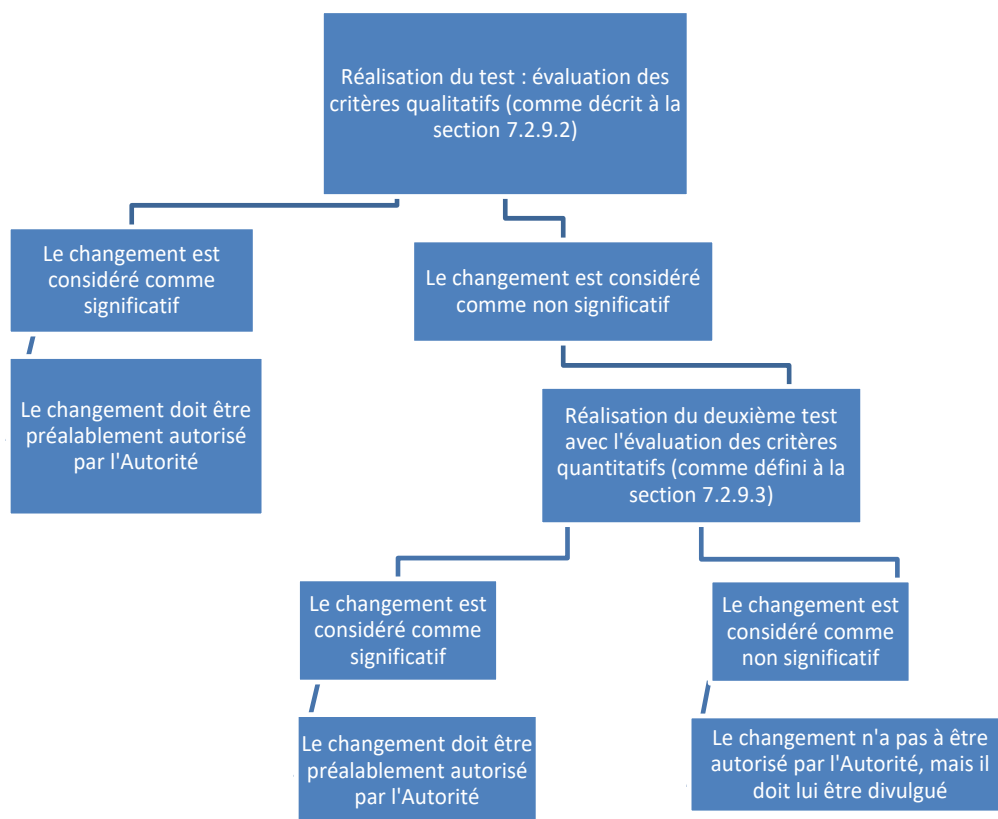 Réalisation du test : évaluation des
critères qualitatifs (comme décrit à la
section 7.2.9.2)
Le changement est
considéré comme
significatif
Le changement est considéré
comme non significatif
Le changement doit être
préalablement autorisé
par l'Autorité
Réalisation du deuxième test
avec l'évaluation des critères
quantitatifs (comme défini à la
section 7.2.9.3)
Le changement est
considéré comme
significatif
Le changement est
considéré comme
non significatif
Le changement doit être
préalablement autorisé
par l'Autorité
Le changement n'a pas à être
autorisé par l'Autorité, mais il
doit lui être divulgué